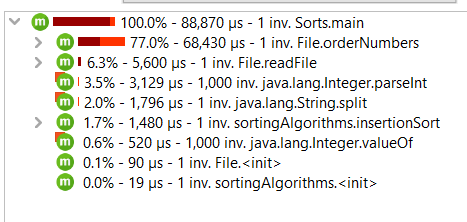 m 100.0% - 88,870 µs - 1 inv. Sorts.main
m 77.0% - 68,430 µs - 1 inv. File.orderNumbers
m 6.3% - 5,600 µs - 1 inv. File.readFile
m 3.5% - 3,129 µs - 1,000 inv. java.lang.Integer.parseInt
m 2.0% - 1,796 µs - 1 inv. java.lang.String.split
m 1.7% - 1,480 µs - 1 inv. sortingAlgorithms.insertionSort
m 0.6% - 520 µs - 1,000 inv. java.lang.Integer.valueOf
m 0.1% - 90 µs - 1 inv. File.<init>
m 0.0% - 19 µs - 1 inv. sortingAlgorithms.<init>